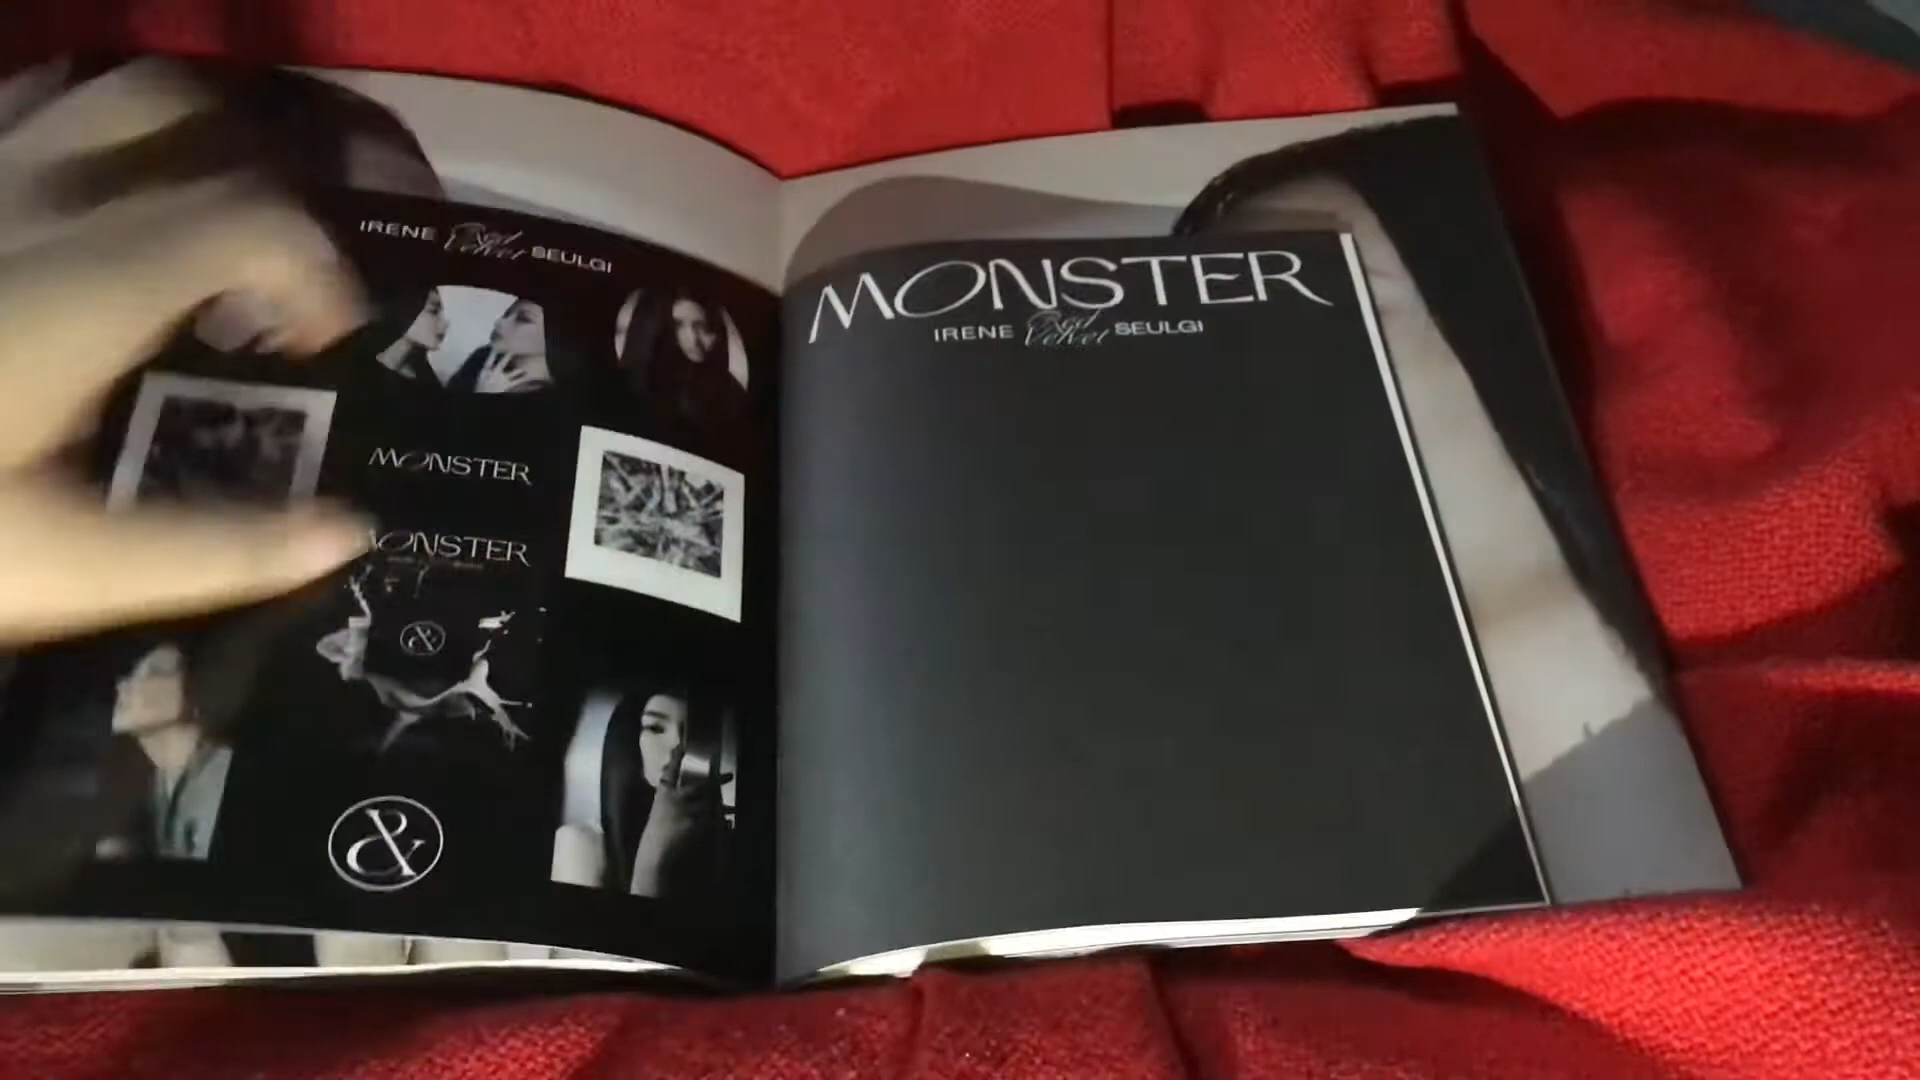 IRENE Red Velvet SEULGI
MONSTER
MONSTER
&
&
MONSTER
IRENE Red Velvet SEULGI